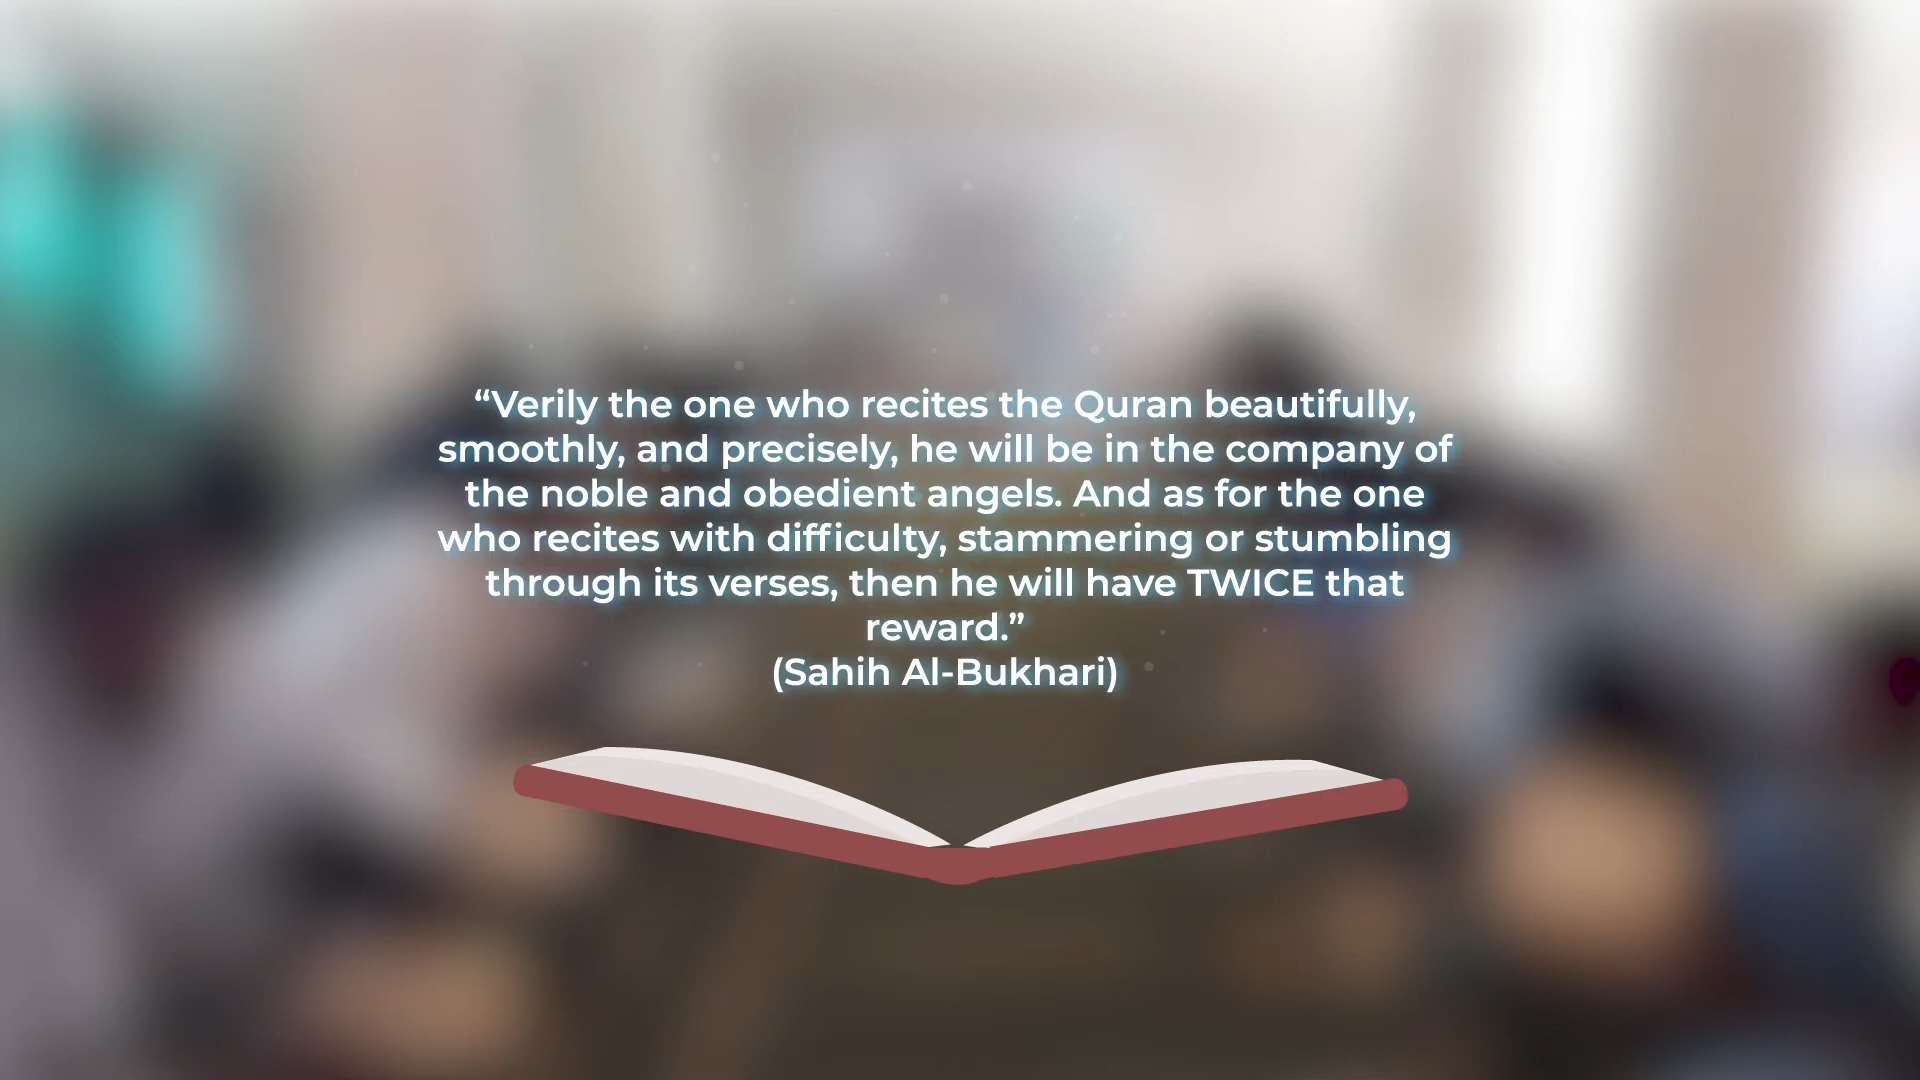 “Verily the one who recites the Quran beautifully,
smoothly, and precisely, he will be in the company of
the noble and obedient angels. And as for the one
who recites with difficulty, stammering or stumbling
through its verses, then he will have TWICE that
reward.”
(Sahih Al-Bukhari)